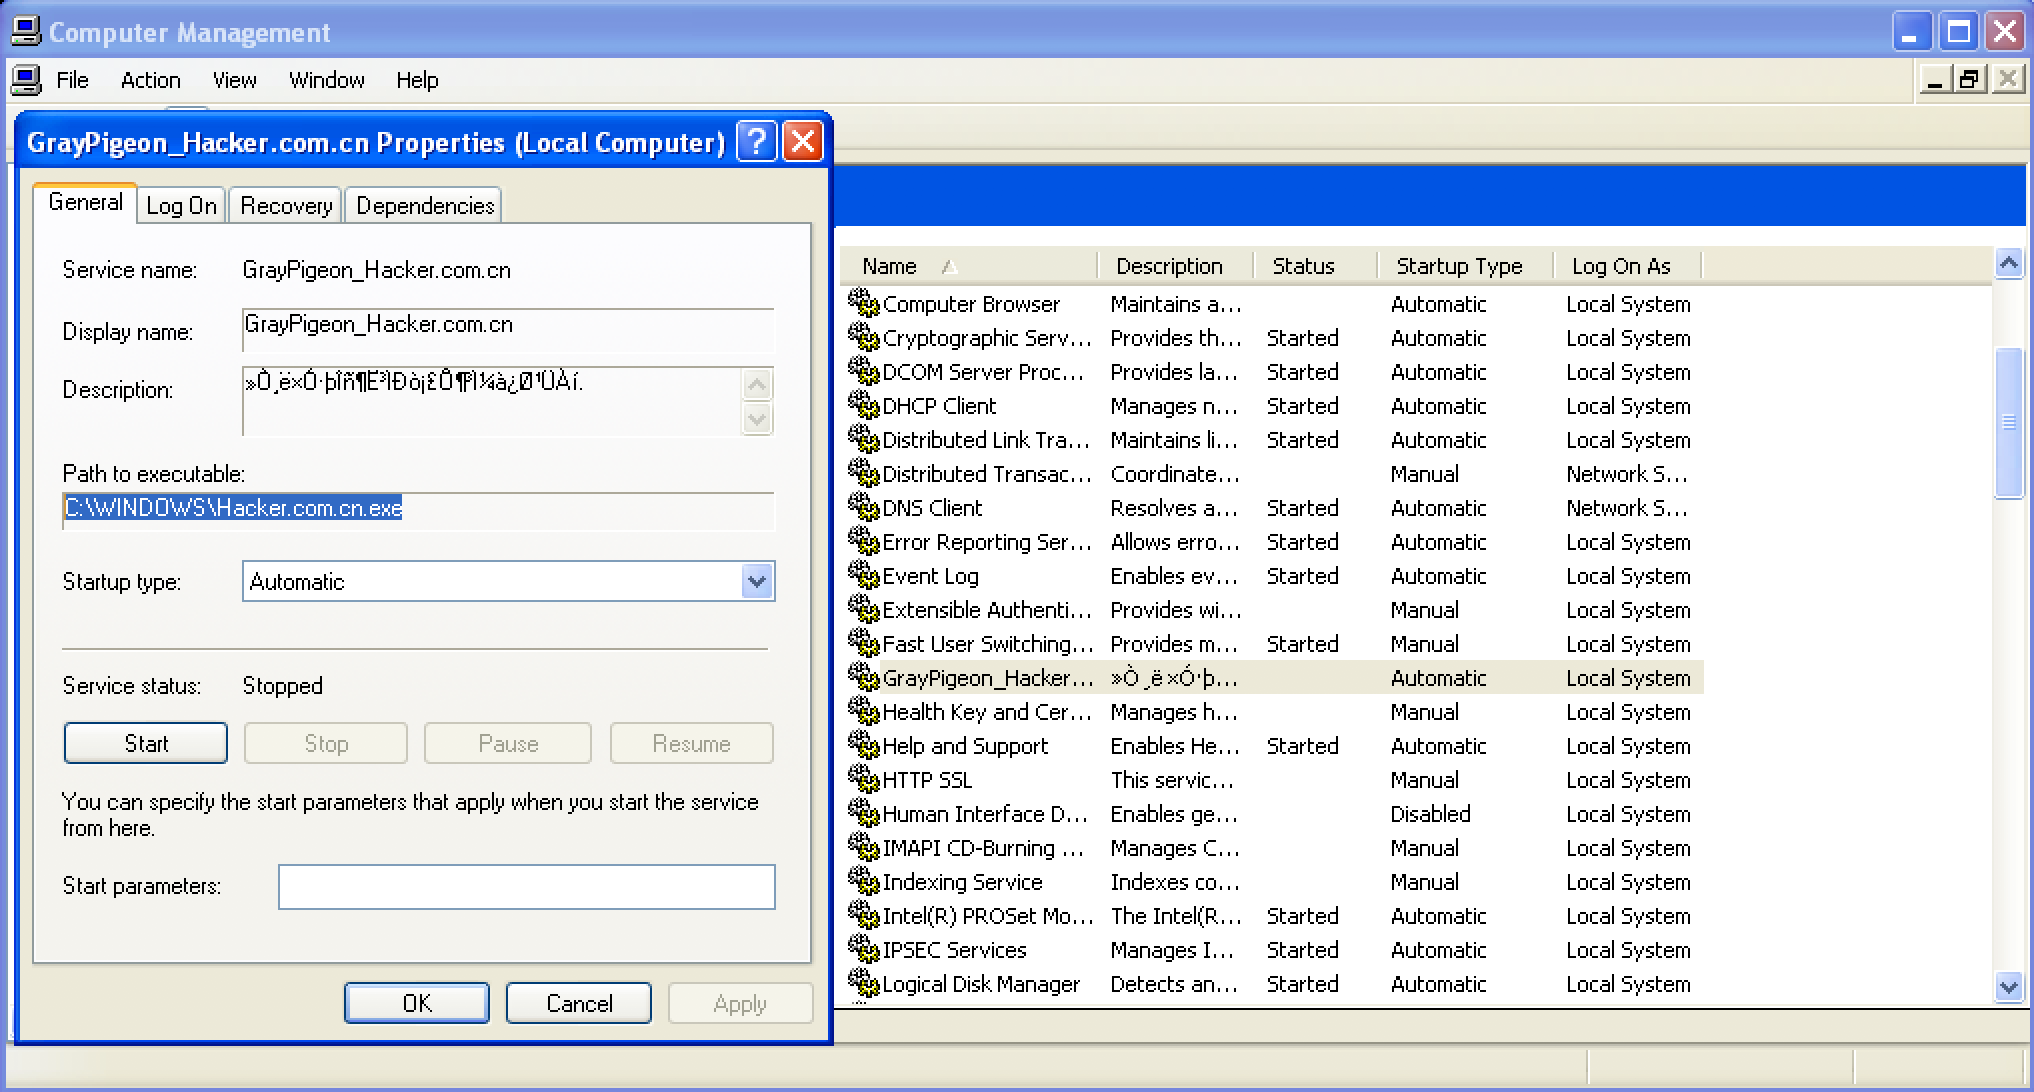 Computer Management
File Action View Window Help
GrayPigeon_Hacker.com.cn Properties (Local Computer)
General Log On Recovery Dependencies
Service name: GrayPigeon_Hacker.com.cn
Display name: GrayPigeon_Hacker.com.cn
Description: »Ò¸ë×Ó·þÎñ¶Ë³ÌÐò¡£Ô¶³Ì¼à¿Ø¹ÜÀí.
Path to executable:
C:\WINDOWS\Hacker.com.cn.exe
Startup type: Automatic
Service status: Stopped
Start Stop Pause Resume
You can specify the start parameters that apply when you start the service
from here.
Start parameters:
OK Cancel Apply
Name Description Status Startup Type Log On As
Computer Browser Maintains a... Automatic Local System
Cryptographic Serv... Provides th... Started Automatic Local System
DCOM Server Proc... Provides la... Started Automatic Local System
DHCP Client Manages n... Started Automatic Local System
Distributed Link Tra... Maintains li... Started Automatic Local System
Distributed Transac... Coordinate... Manual Network S...
DNS Client Resolves a... Started Automatic Network S...
Error Reporting Ser... Allows erro... Started Automatic Local System
Event Log Enables ev... Started Automatic Local System
Extensible Authenti... Provides wi... Manual Local System
Fast User Switching... Provides m... Started Manual Local System
GrayPigeon_Hacker... »Ò¸ë×Ó·þ... Automatic Local System
Health Key and Cer... Manages h... Manual Local System
Help and Support Enables He... Started Automatic Local System
HTTP SSL This servic... Manual Local System
Human Interface D... Enables ge... Disabled Local System
IMAPI CD-Burning ... Manages C... Manual Local System
Indexing Service Indexes co... Manual Local System
Intel(R) PROSet Mo... The Intel(R... Started Automatic Local System
IPSEC Services Manages I... Started Automatic Local System
Logical Disk Manager Detects an... Started Automatic Local System